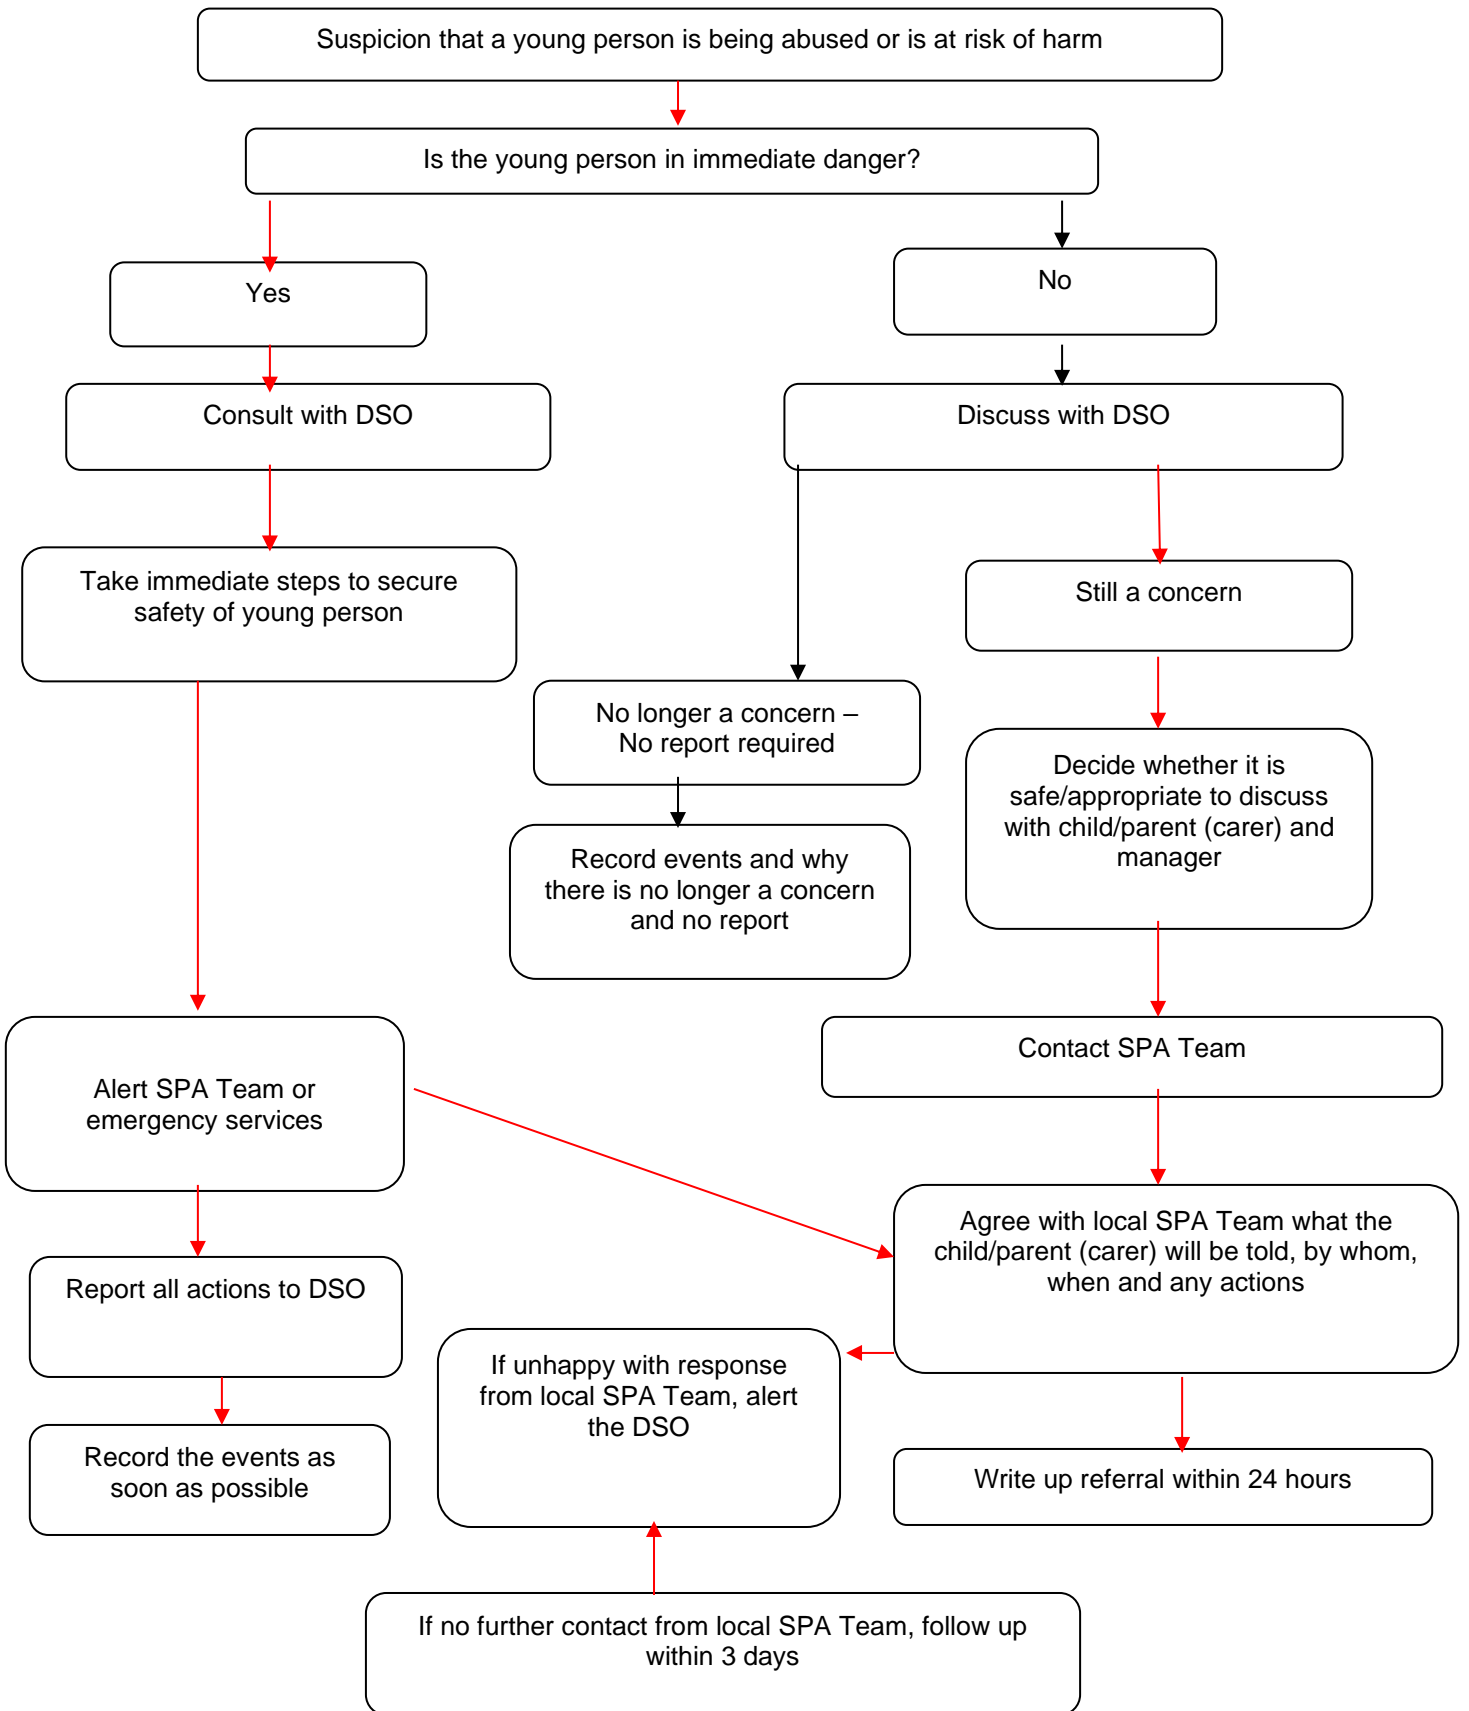 Suspicion that a young person is being abused or is at risk of harm
Is the young person in immediate danger?
Yes
No
Consult with DSO
Discuss with DSO
Take immediate steps to secure
safety of young person
Still a concern
No longer a concern –
No report required
Decide whether it is
safe/appropriate to discuss
with child/parent (carer) and
manager
Record events and why
there is no longer a concern
and no report
Alert SPA Team or
emergency services
Contact SPA Team
Agree with local SPA Team what the
child/parent (carer) will be told, by whom,
when and any actions
Report all actions to DSO
If unhappy with response
from local SPA Team, alert
the DSO
Record the events as
soon as possible
Write up referral within 24 hours
If no further contact from local SPA Team, follow up
within 3 days